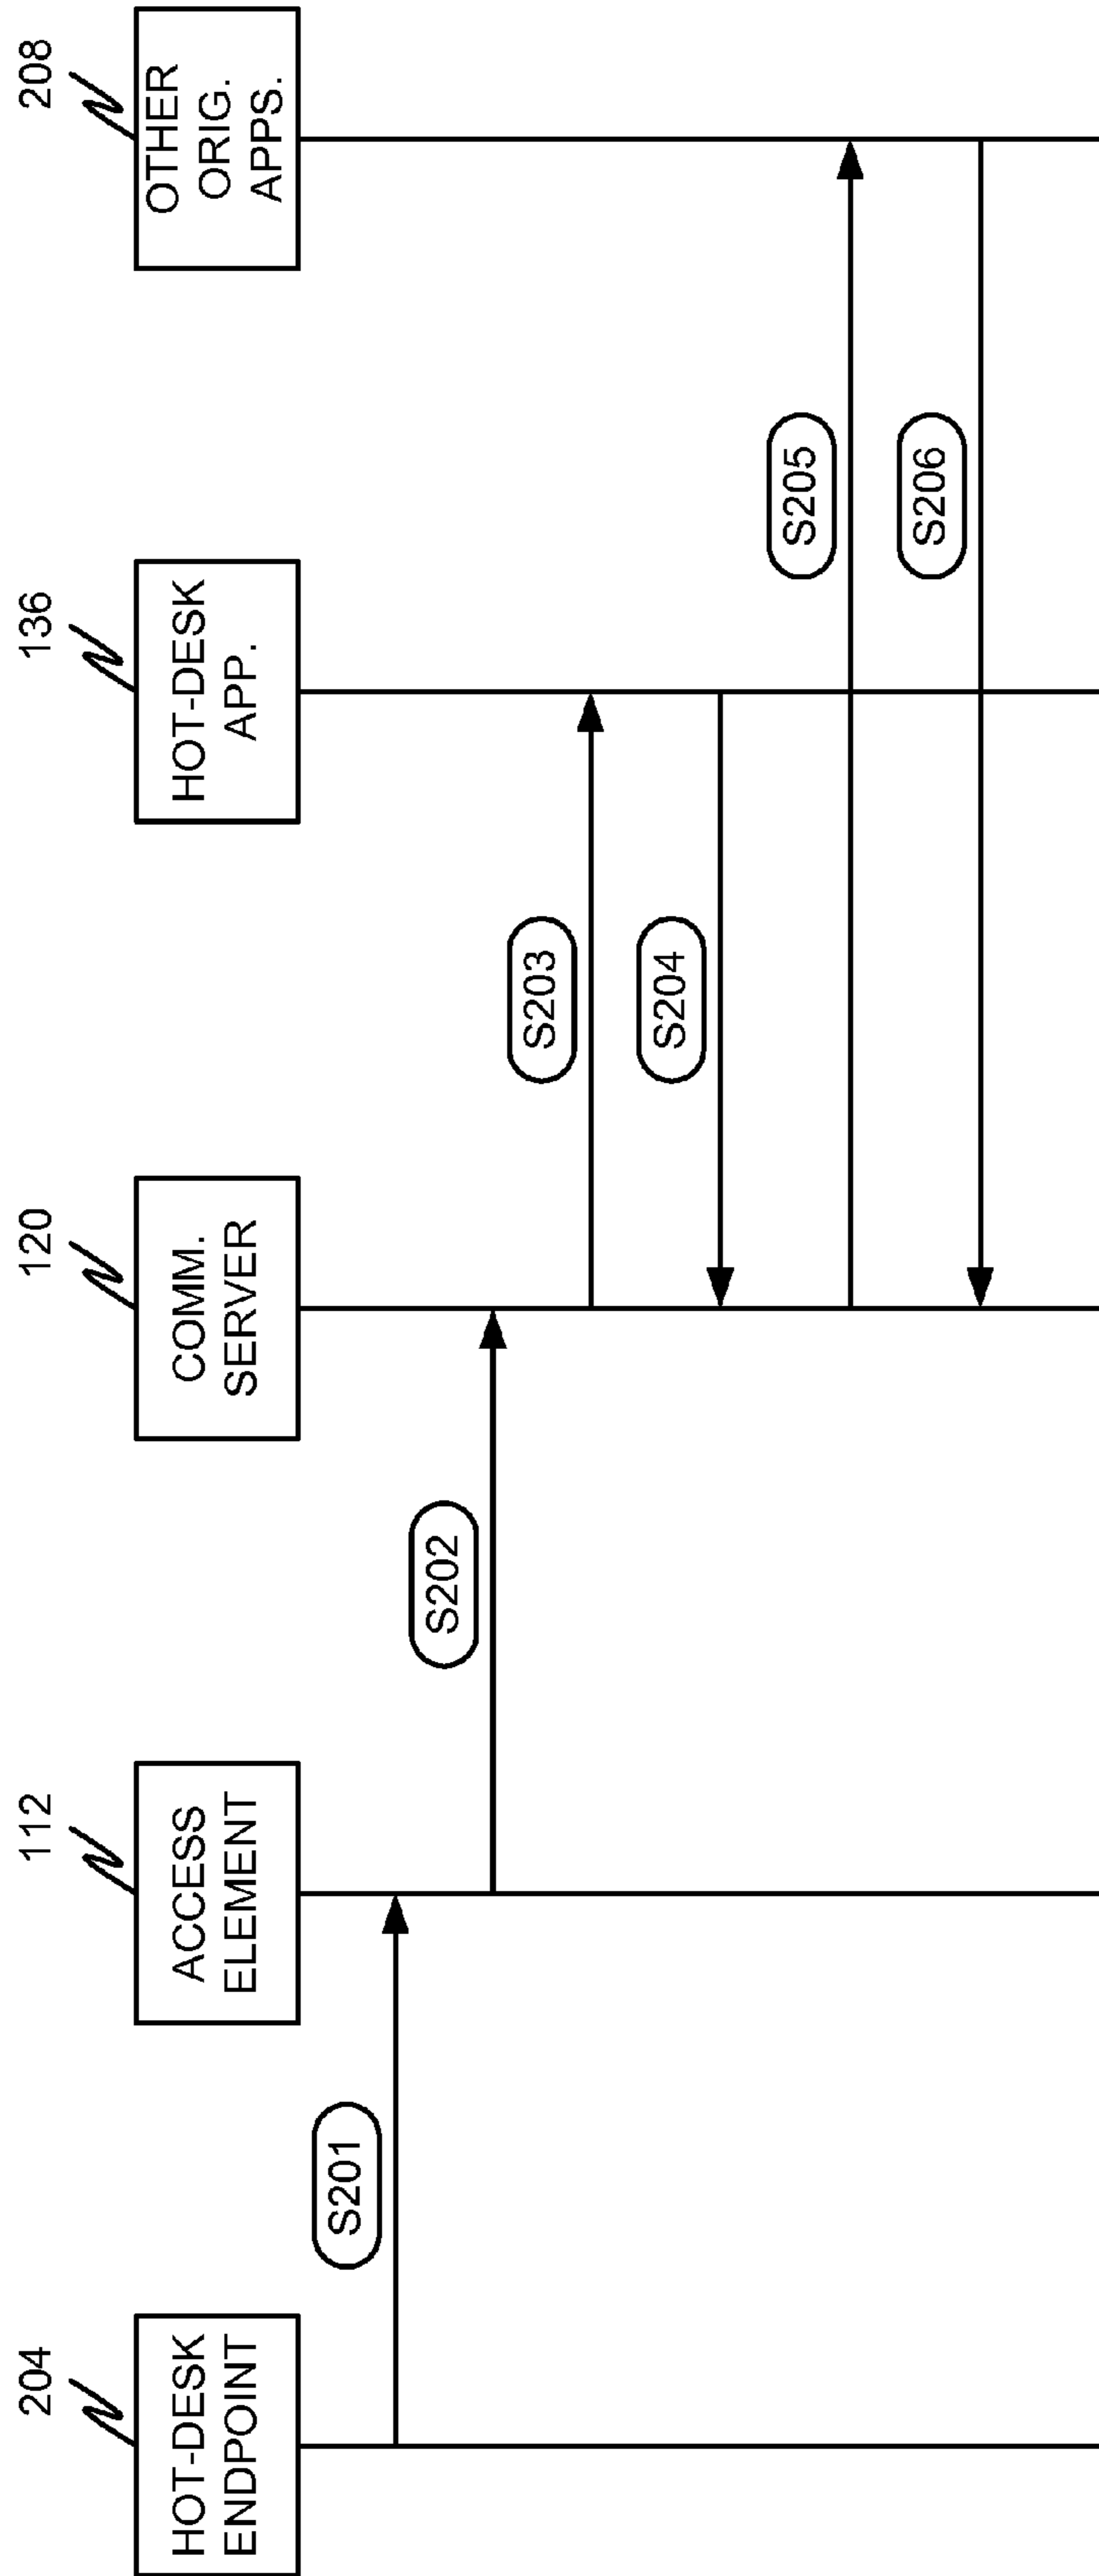 204
112
120
136
208
HOT-DESK
ENDPOINT
ACCESS
ELEMENT
COMM.
SERVER
HOT-DESK
APP.
OTHER
ORIG.
APPS.
S201
S202
S203
S204
S205
S206